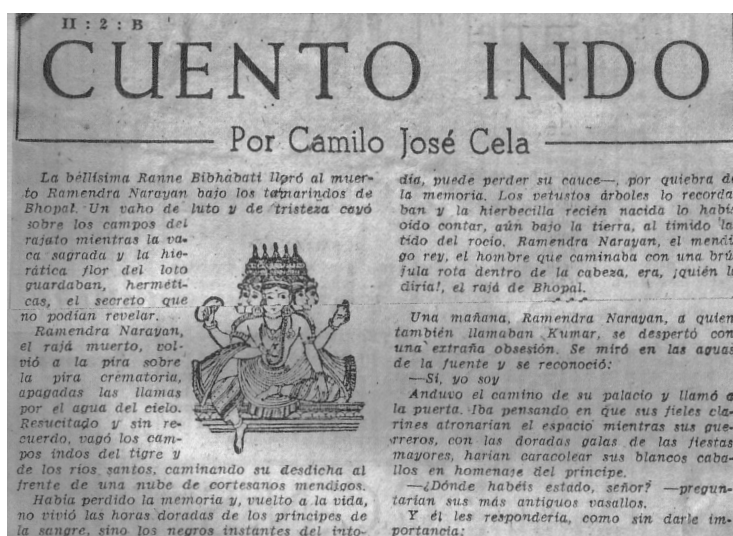 II : 2 : B
CUENTO INDO
Por Camilo José Cela
La bellísima Ranne Bibhabati lloró al muer-
to Ramendra Narayan bajo los tamarindos de
Bhopal. Un vaho de luto y de tristeza cayó
sobre los campos del
rajato mientras la va-
ca sagrada y la hie-
rática flor del loto
guardaban, herméti-
cas, el secreto que
no podían revelar.
Ramendra Narayan,
el rajá muerto, vol-
vió a la pira sobre
la pira crematoria,
apagadas las llamas
por el agua del cielo.
Resucitado y sin re-
cuerdo, vagó los cam-
pos indos del tigre y
de los ríos santos, caminando su desdicha al
frente de una nube de cortesanos mendigos.
Había perdido la memoria y, vuelto a la vida,
no vivió las horas doradas de los príncipes de
la sangre, sino los negros instantes del into-
día, puede perder su cauce—, por quiebra de
la memoria. Los vetustos árboles lo recorda
ban y la hierbecilla recién nacida lo habí
oído contar, aún bajo la tierra, al tímido la
tido del rocío. Ramendra Narayan, el mendi
go rey, el hombre que caminaba con una brú
jula rota dentro de la cabeza, era, ¡quién l
diría!, el rajá de Bhopal.
Una mañana, Ramendra Narayan, a quien
también llamaban Kumar, se despertó con
una extraña obsesión. Se miró en las aguas
de la fuente y se reconoció:
—Sí, yo soy
Anduvo el camino de su palacio y llamó a
la puerta. Iba pensando en que sus fieles cla-
rines atronarían el espacio mientras sus gue-
rreros, con las doradas galas de las fiestas
mayores, harían caracolear sus blancos caba-
llos en homenaje del príncipe.
—¿Dónde habéis estado, señor? —pregun-
tarían sus más antiguos vasallos.
Y él les respondería, como sin darle im-
portancia: